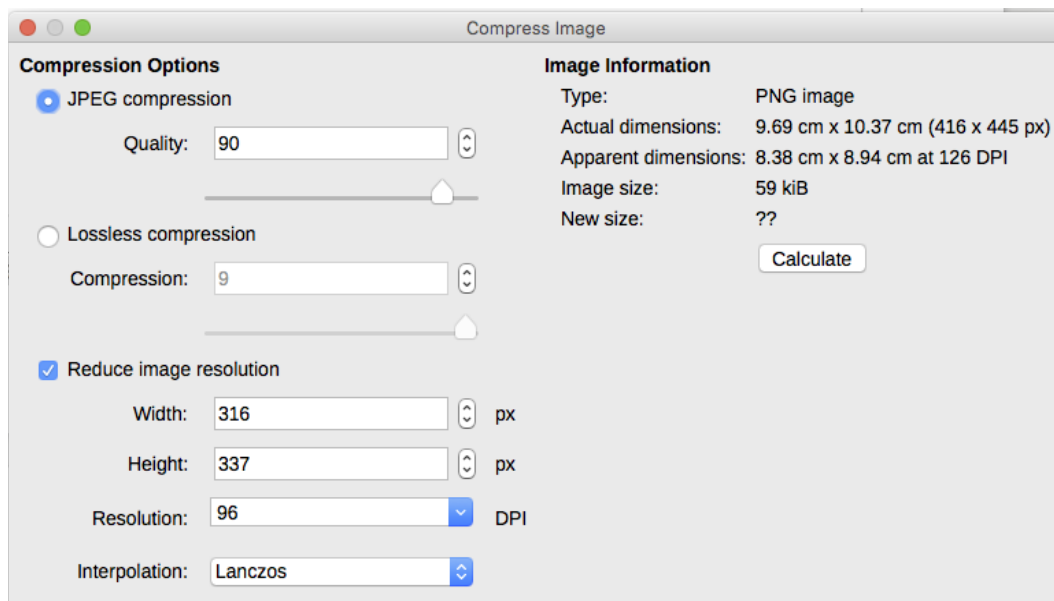 Compress Image
Compression Options
JPEG compression
Quality: 90
Lossless compression
Compression: 9
Reduce image resolution
Width: 316 px
Height: 337 px
Resolution: 96 DPI
Interpolation: Lanczos
Image Information
Type: PNG image
Actual dimensions: 9.69 cm x 10.37 cm (416 x 445 px)
Apparent dimensions: 8.38 cm x 8.94 cm at 126 DPI
Image size: 59 kiB
New size: ??
Calculate